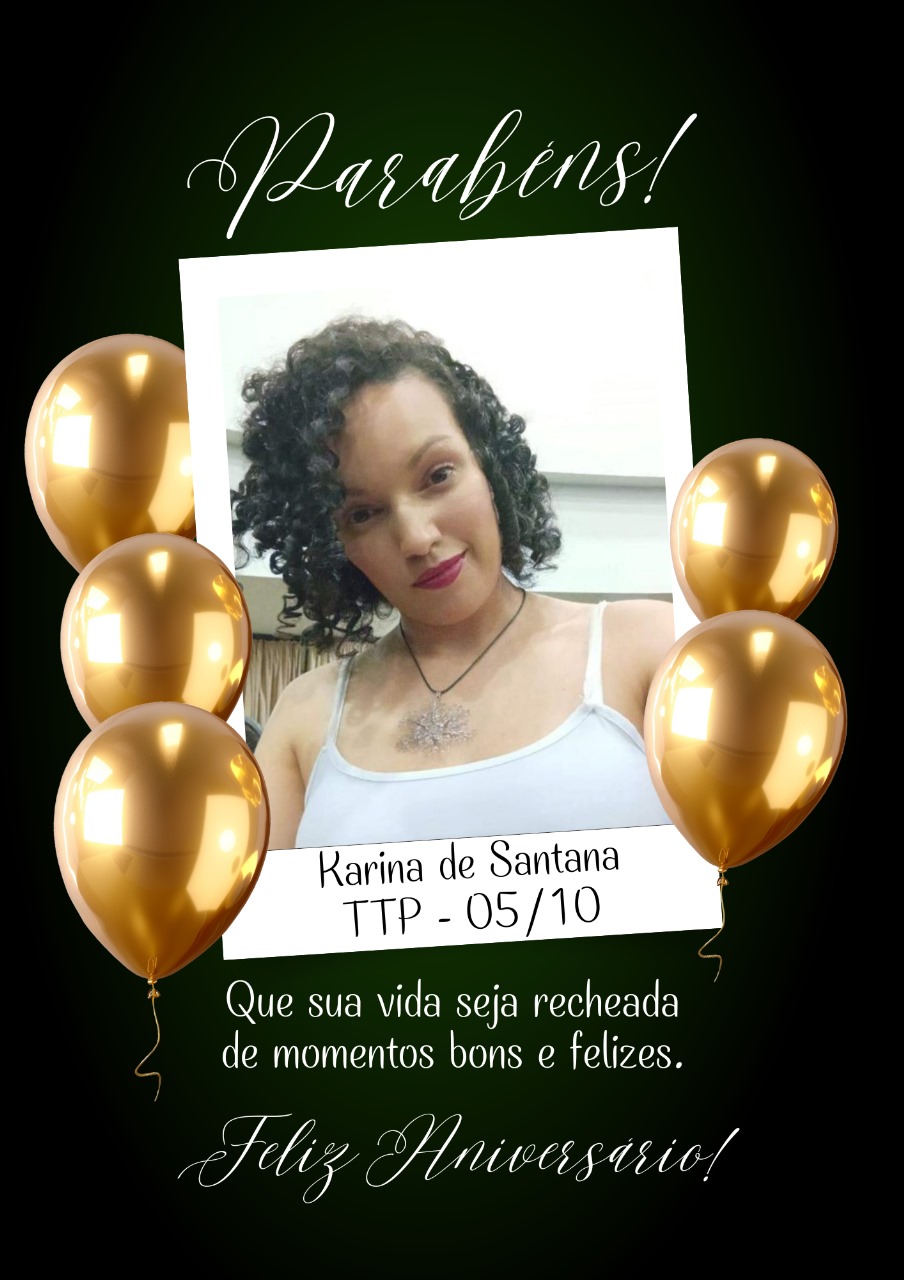 Parabéns!
Karina de Santana
TTP - 05/10
Que sua vida seja recheada
de momentos bons e felizes.
Feliz Aniversário!